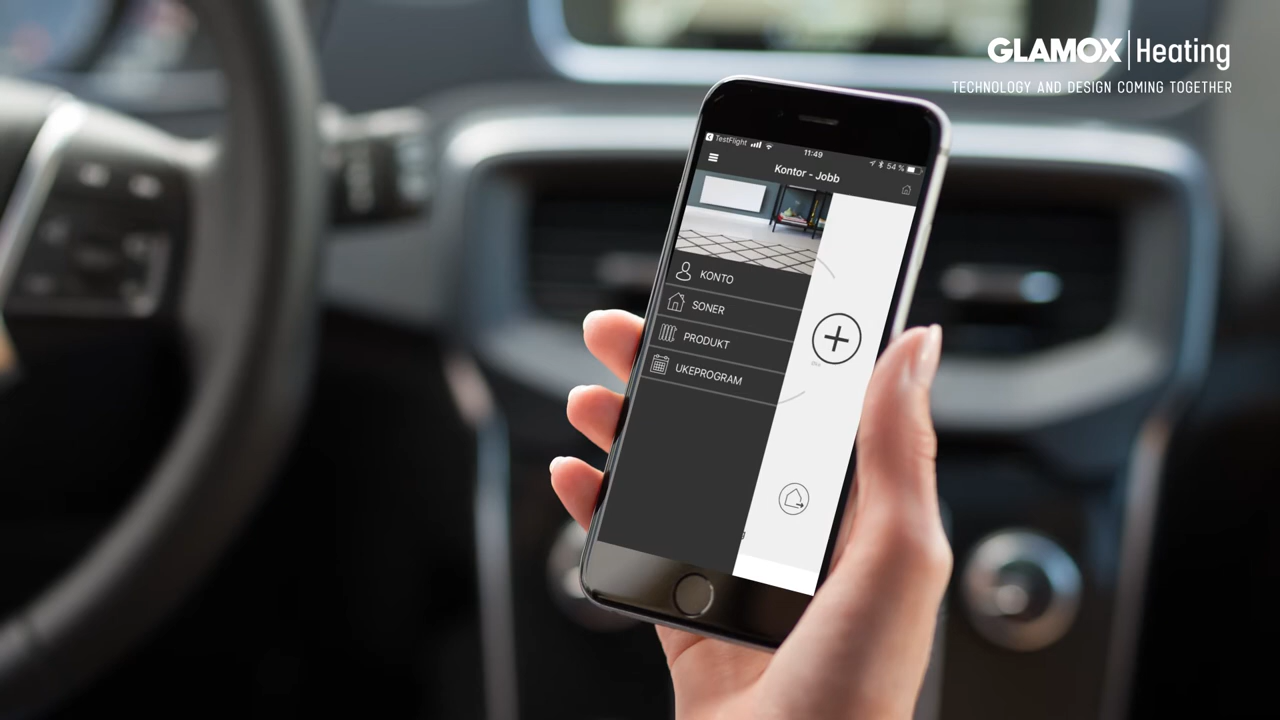 GLAMOX Heating
TECHNOLOGY AND DESIGN COMING TOGETHER
TestFlight 11:49 54 %
Kontor - Jobb
KONTO
SONER
PRODUKT
UKEPROGRAM